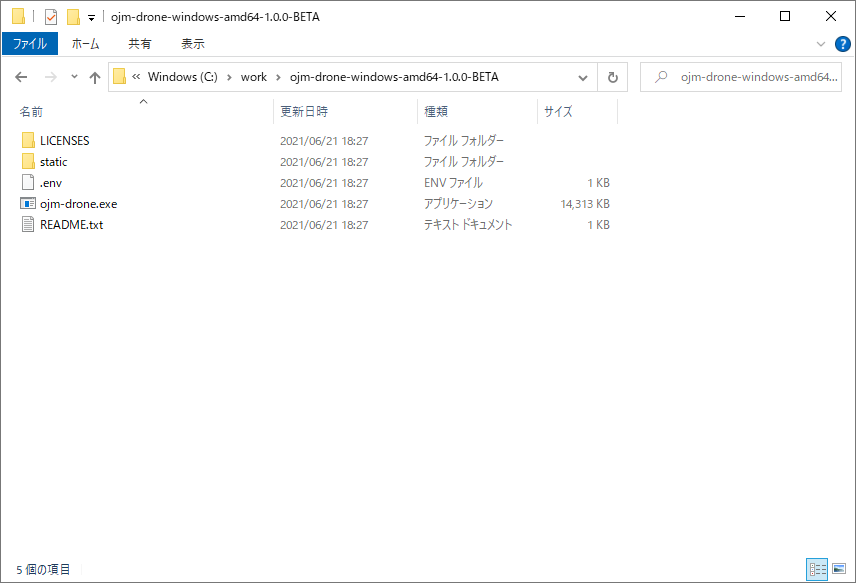 ojm-drone-windows-amd64-1.0.0-BETA
ファイル ホーム 共有 表示
« Windows (C:) › work › ojm-drone-windows-amd64-1.0.0-BETA ojm-drone-windows-amd64...
名前 更新日時 種類 サイズ
LICENSES 2021/06/21 18:27 ファイル フォルダー
static 2021/06/21 18:27 ファイル フォルダー
.env 2021/06/21 18:27 ENV ファイル 1 KB
ojm-drone.exe 2021/06/21 18:27 アプリケーション 14,313 KB
README.txt 2021/06/21 18:27 テキスト ドキュメント 1 KB
5 個の項目